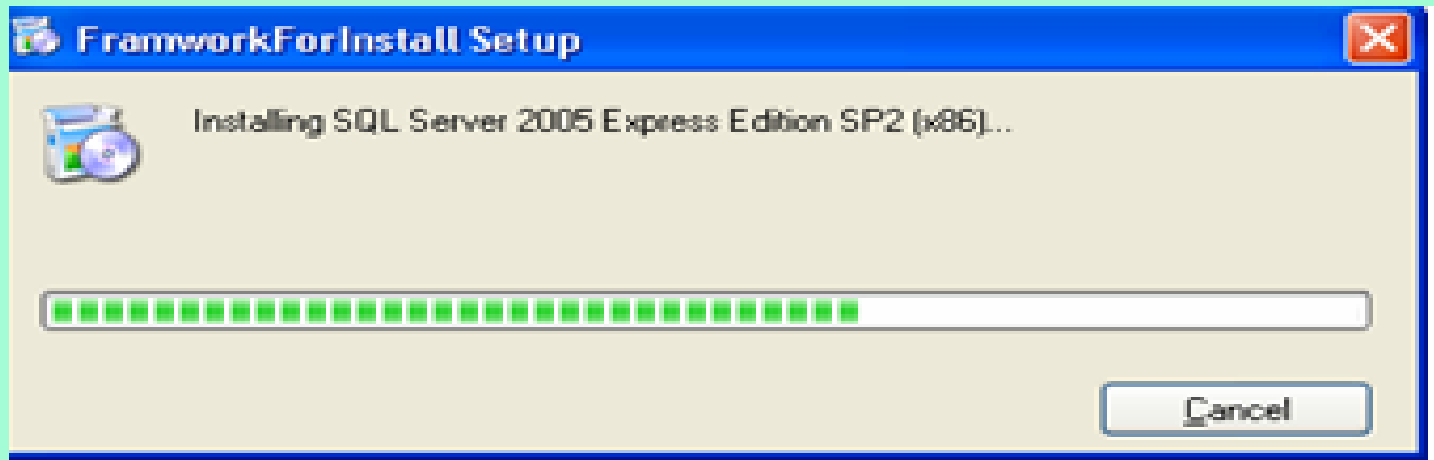 FramworkForInstall Setup
Installing SQL Server 2005 Express Edition SP2 (x86)...
Cancel